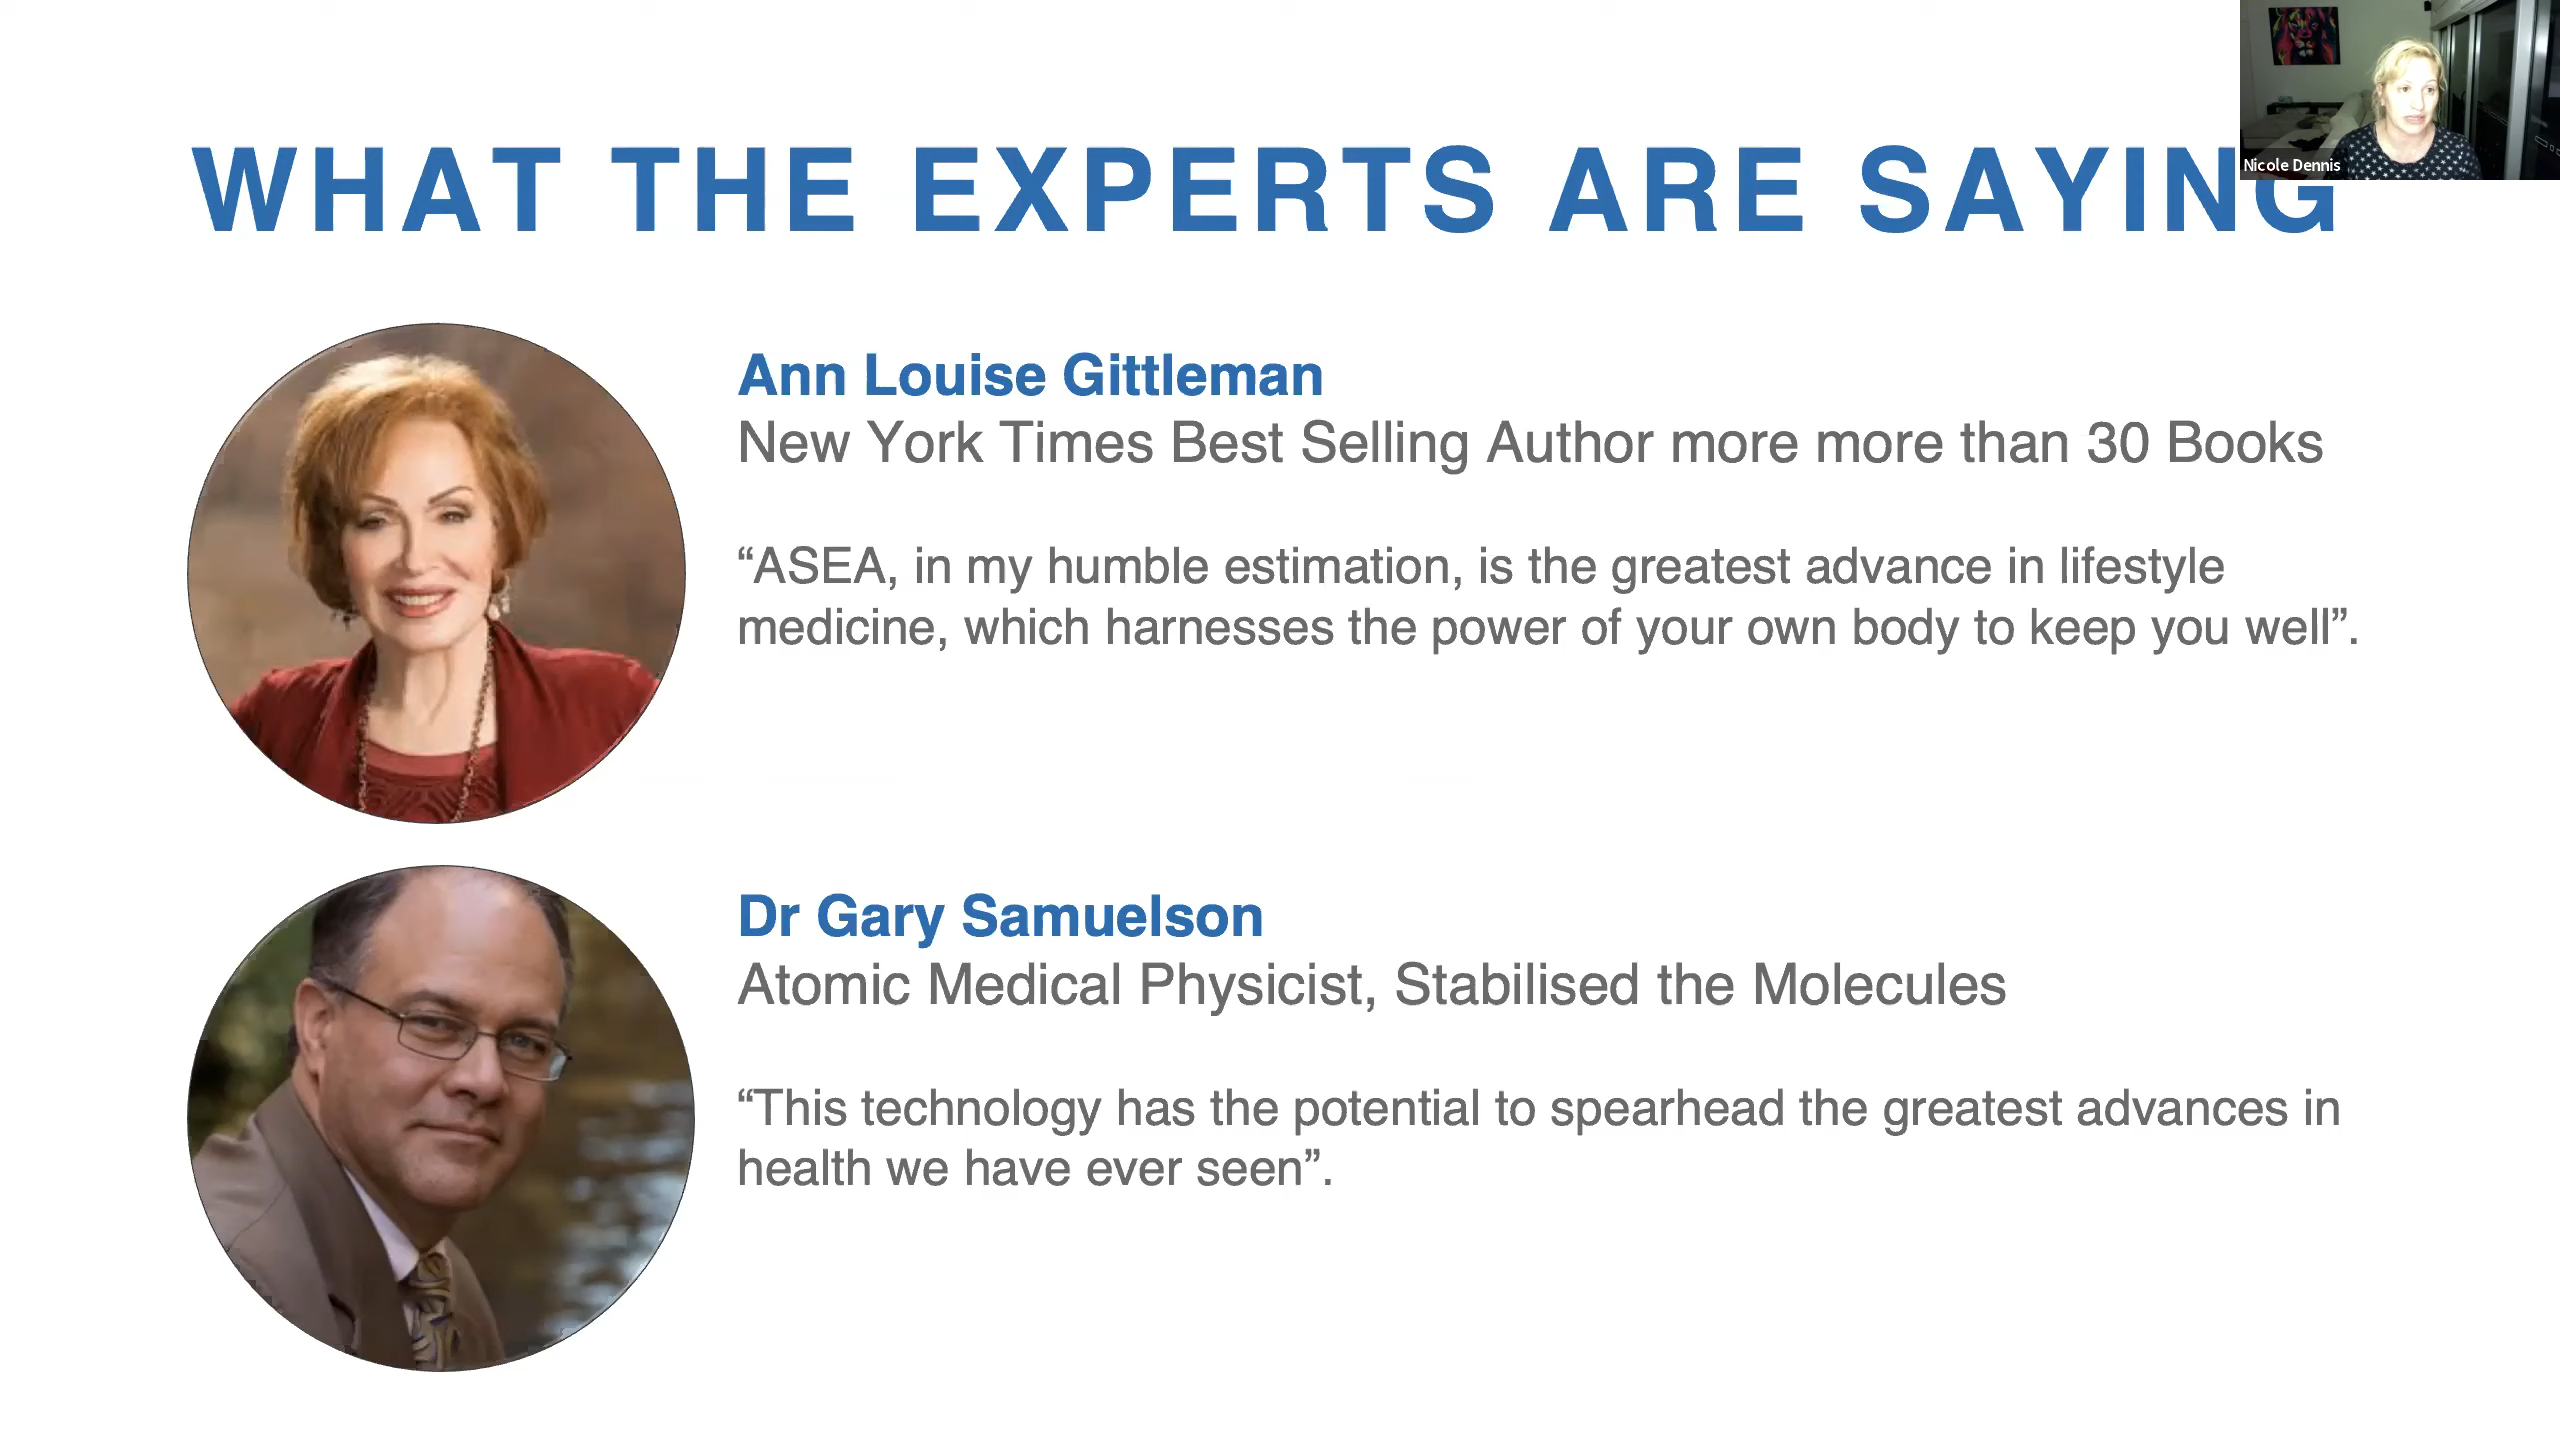 WHAT THE EXPERTS ARE SAYING
Nicole Dennis
Ann Louise Gittleman
New York Times Best Selling Author more more than 30 Books
“ASEA, in my humble estimation, is the greatest advance in lifestyle
medicine, which harnesses the power of your own body to keep you well”.
Dr Gary Samuelson
Atomic Medical Physicist, Stabilised the Molecules
“This technology has the potential to spearhead the greatest advances in
health we have ever seen”.